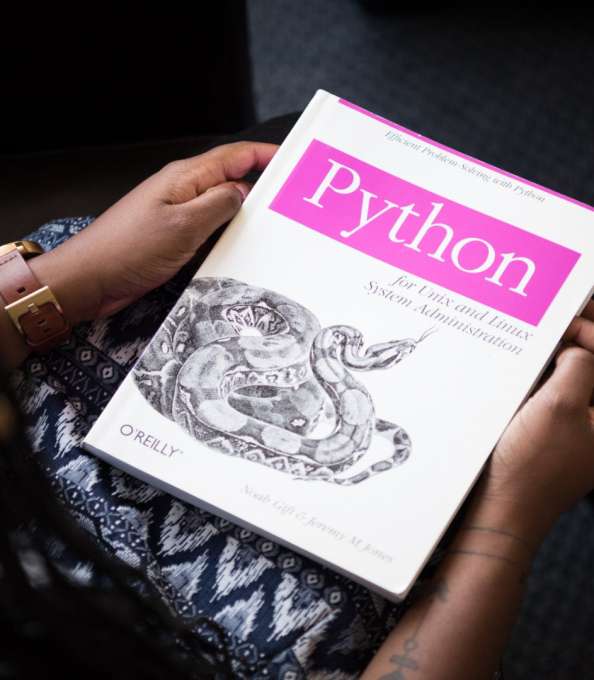 Efficient Problem-Solving with Python
Python
for Unix and Linux
System Administration
O'REILLY®
Noah Gift & Jeremy M. Jones